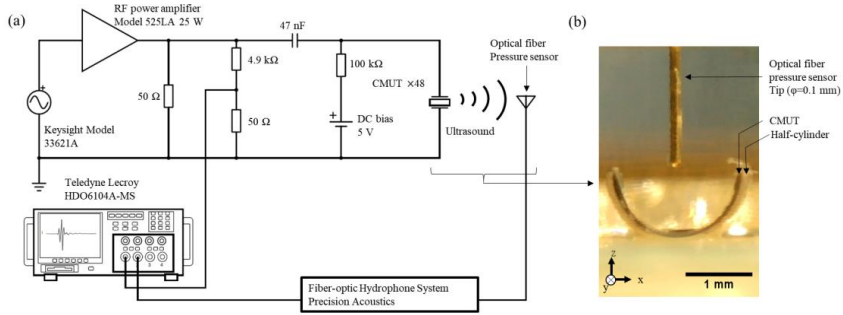 (a)
RF power amplifier
Model 525LA 25 W
47 nF
4.9 kΩ
100 kΩ
50 Ω
50 Ω
CMUT ×48
DC bias
5 V
Ultrasound
Optical fiber
Pressure sensor
Keysight Model
33621A
Teledyne Lecroy
HDO6104A-MS
3 4
Fiber-optic Hydrophone System
Precision Acoustics
(b)
Optical fiber
pressure sensor
Tip (φ=0.1 mm)
CMUT
Half-cylinder
z
x
y
1 mm